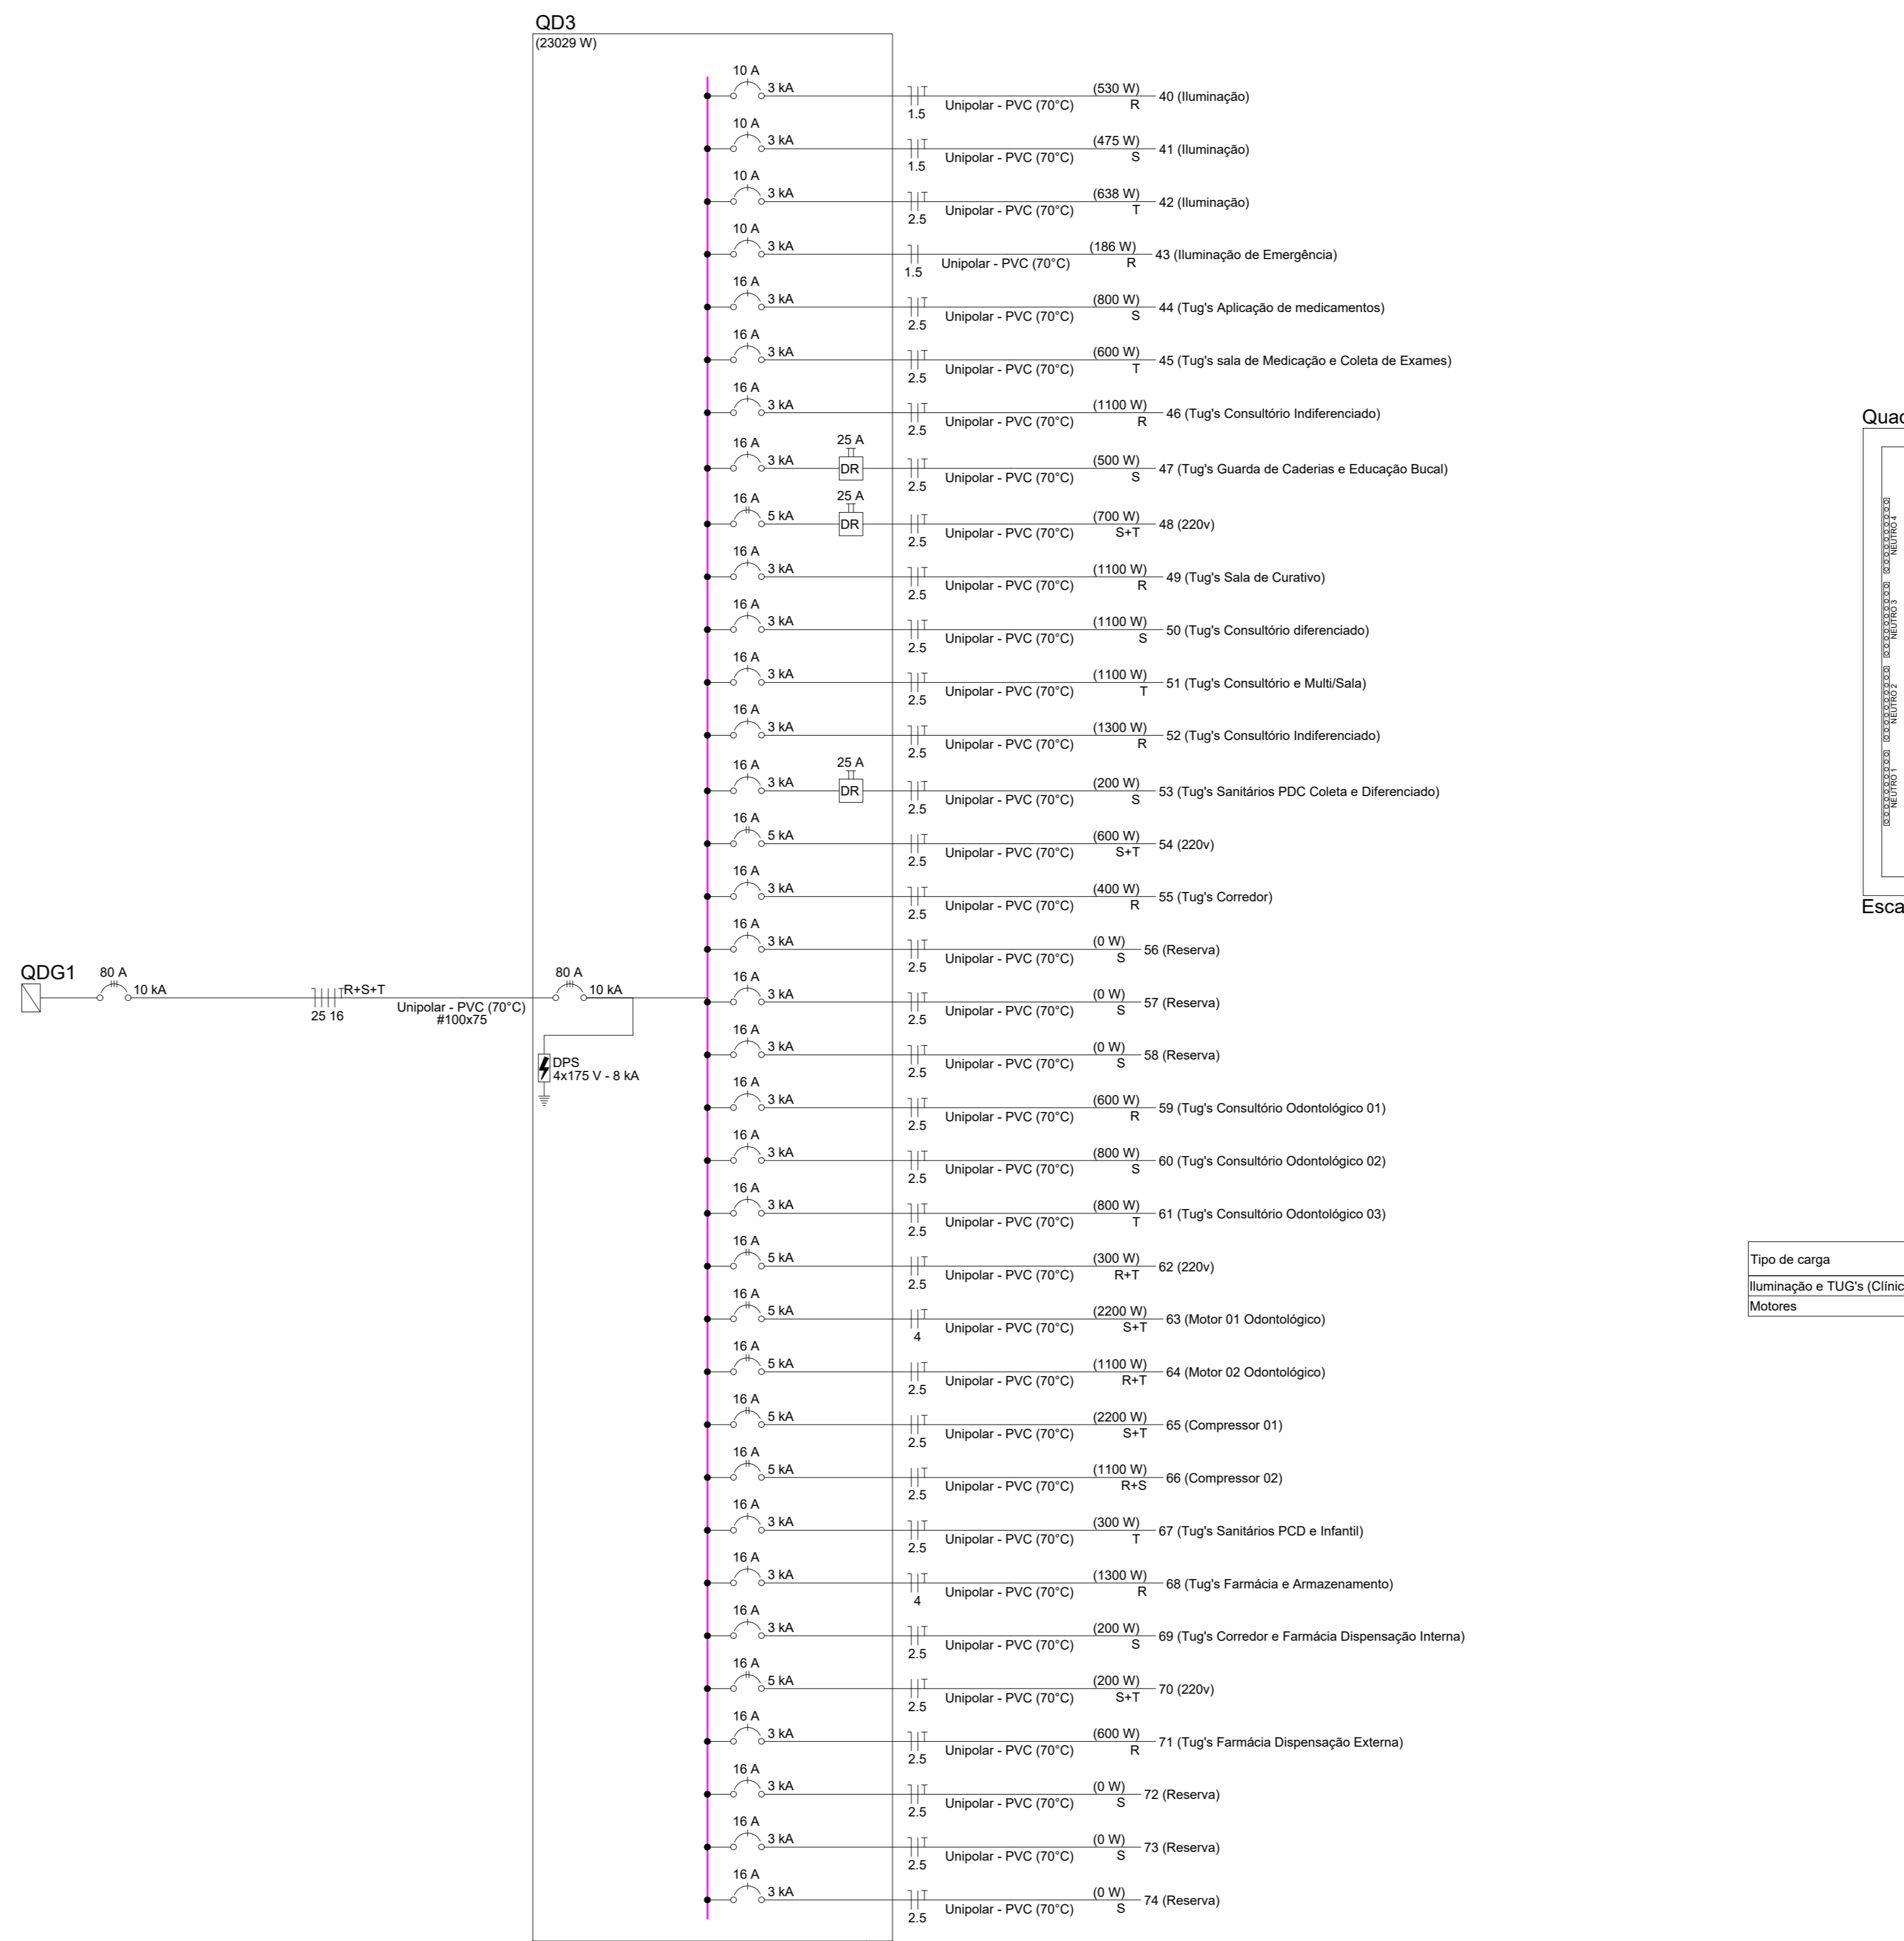 QD3
(23029 W)
10 A
3 kA
1.5
Unipolar - PVC (70°C)
(530 W)
R
40 (Iluminação)
10 A
3 kA
1.5
Unipolar - PVC (70°C)
(475 W)
S
41 (Iluminação)
10 A
3 kA
2.5
Unipolar - PVC (70°C)
(638 W)
T
42 (Iluminação)
10 A
3 kA
1.5
Unipolar - PVC (70°C)
(186 W)
R
43 (Iluminação de Emergência)
16 A
3 kA
2.5
Unipolar - PVC (70°C)
(800 W)
S
44 (Tug's Aplicação de medicamentos)
16 A
3 kA
2.5
Unipolar - PVC (70°C)
(600 W)
T
45 (Tug's sala de Medicação e Coleta de Exames)
16 A
3 kA
2.5
Unipolar - PVC (70°C)
(1100 W)
R
46 (Tug's Consultório Indiferenciado)
16 A
3 kA
25 A
DR
2.5
Unipolar - PVC (70°C)
(500 W)
S
47 (Tug's Guarda de Caderias e Educação Bucal)
16 A
5 kA
25 A
DR
2.5
Unipolar - PVC (70°C)
(700 W)
S+T
48 (220v)
16 A
3 kA
2.5
Unipolar - PVC (70°C)
(1100 W)
R
49 (Tug's Sala de Curativo)
16 A
3 kA
2.5
Unipolar - PVC (70°C)
(1100 W)
S
50 (Tug's Consultório diferenciado)
16 A
3 kA
2.5
Unipolar - PVC (70°C)
(1100 W)
T
51 (Tug's Consultório e Multi/Sala)
16 A
3 kA
2.5
Unipolar - PVC (70°C)
(1300 W)
R
52 (Tug's Consultório Indiferenciado)
16 A
3 kA
25 A
DR
2.5
Unipolar - PVC (70°C)
(200 W)
S
53 (Tug's Sanitários PDC Coleta e Diferenciado)
16 A
5 kA
2.5
Unipolar - PVC (70°C)
(600 W)
S+T
54 (220v)
16 A
3 kA
2.5
Unipolar - PVC (70°C)
(400 W)
R
55 (Tug's Corredor)
16 A
3 kA
2.5
Unipolar - PVC (70°C)
(0 W)
S
56 (Reserva)
QDG1
80 A
10 kA
R+S+T
25 16
Unipolar - PVC (70°C)
#100x75
80 A
10 kA
DPS
4x175 V - 8 kA
16 A
3 kA
2.5
Unipolar - PVC (70°C)
(0 W)
S
57 (Reserva)
16 A
3 kA
2.5
Unipolar - PVC (70°C)
(0 W)
S
58 (Reserva)
16 A
3 kA
2.5
Unipolar - PVC (70°C)
(600 W)
R
59 (Tug's Consultório Odontológico 01)
16 A
3 kA
2.5
Unipolar - PVC (70°C)
(800 W)
S
60 (Tug's Consultório Odontológico 02)
16 A
3 kA
2.5
Unipolar - PVC (70°C)
(800 W)
T
61 (Tug's Consultório Odontológico 03)
16 A
5 kA
2.5
Unipolar - PVC (70°C)
(300 W)
R+T
62 (220v)
16 A
5 kA
4
Unipolar - PVC (70°C)
(2200 W)
S+T
63 (Motor 01 Odontológico)
16 A
5 kA
2.5
Unipolar - PVC (70°C)
(1100 W)
R+T
64 (Motor 02 Odontológico)
16 A
5 kA
2.5
Unipolar - PVC (70°C)
(2200 W)
S+T
65 (Compressor 01)
16 A
5 kA
2.5
Unipolar - PVC (70°C)
(1100 W)
R+S
66 (Compressor 02)
16 A
3 kA
2.5
Unipolar - PVC (70°C)
(300 W)
T
67 (Tug's Sanitários PCD e Infantil)
16 A
3 kA
4
Unipolar - PVC (70°C)
(1300 W)
R
68 (Tug's Farmácia e Armazenamento)
16 A
3 kA
2.5
Unipolar - PVC (70°C)
(200 W)
S
69 (Tug's Corredor e Farmácia Dispensação Interna)
16 A
5 kA
2.5
Unipolar - PVC (70°C)
(200 W)
S+T
70 (220v)
16 A
3 kA
2.5
Unipolar - PVC (70°C)
(600 W)
R
71 (Tug's Farmácia Dispensação Externa)
16 A
3 kA
2.5
Unipolar - PVC (70°C)
(0 W)
S
72 (Reserva)
16 A
3 kA
2.5
Unipolar - PVC (70°C)
(0 W)
S
73 (Reserva)
16 A
3 kA
2.5
Unipolar - PVC (70°C)
(0 W)
S
74 (Reserva)
Quad
NEUTRO 4
NEUTRO 3
NEUTRO 2
NEUTRO 1
Esca
Tipo de carga
Iluminação e TUG's (Clínic
Motores